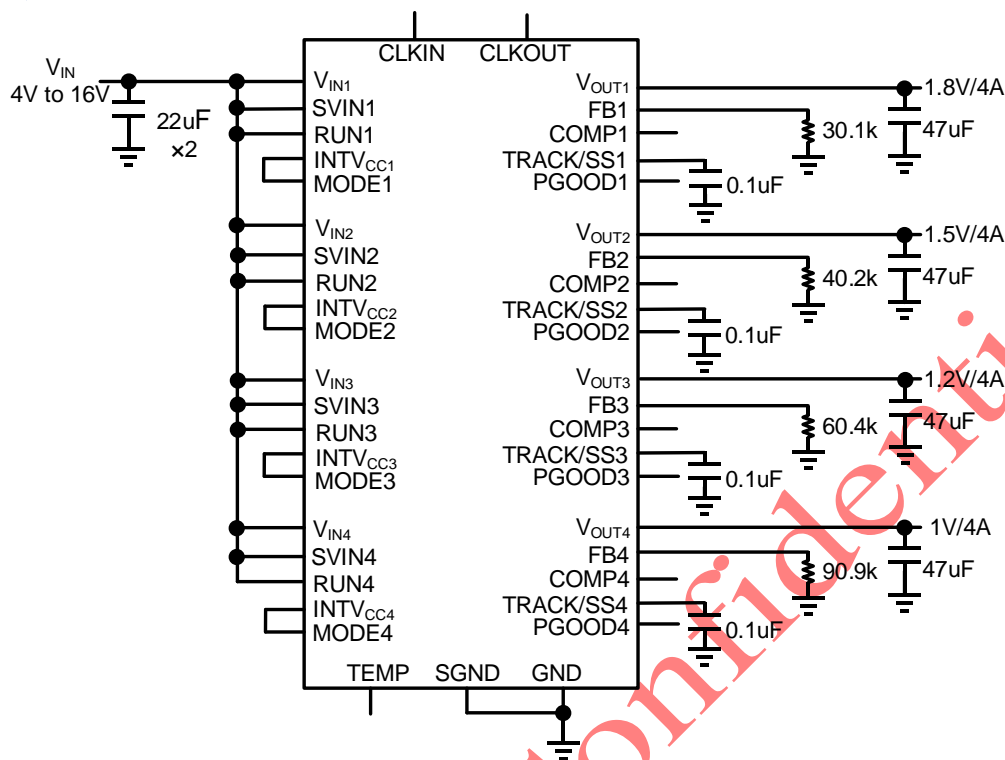 CLKIN CLKOUT
VIN
4V to 16V
22uF
×2
VIN1
SVIN1
RUN1
INTVCC1
MODE1
VIN2
SVIN2
RUN2
INTVCC2
MODE2
VIN3
SVIN3
RUN3
INTVCC3
MODE3
VIN4
SVIN4
RUN4
INTVCC4
MODE4
VOUT1
FB1
COMP1
TRACK/SS1
PGOOD1
VOUT2
FB2
COMP2
TRACK/SS2
PGOOD2
VOUT3
FB3
COMP3
TRACK/SS3
PGOOD3
VOUT4
FB4
COMP4
TRACK/SS4
PGOOD4
1.8V/4A
30.1k
47uF
0.1uF
1.5V/4A
40.2k
47uF
0.1uF
1.2V/4A
60.4k
47uF
0.1uF
1V/4A
90.9k
47uF
0.1uF
TEMP SGND GND
onfidenti